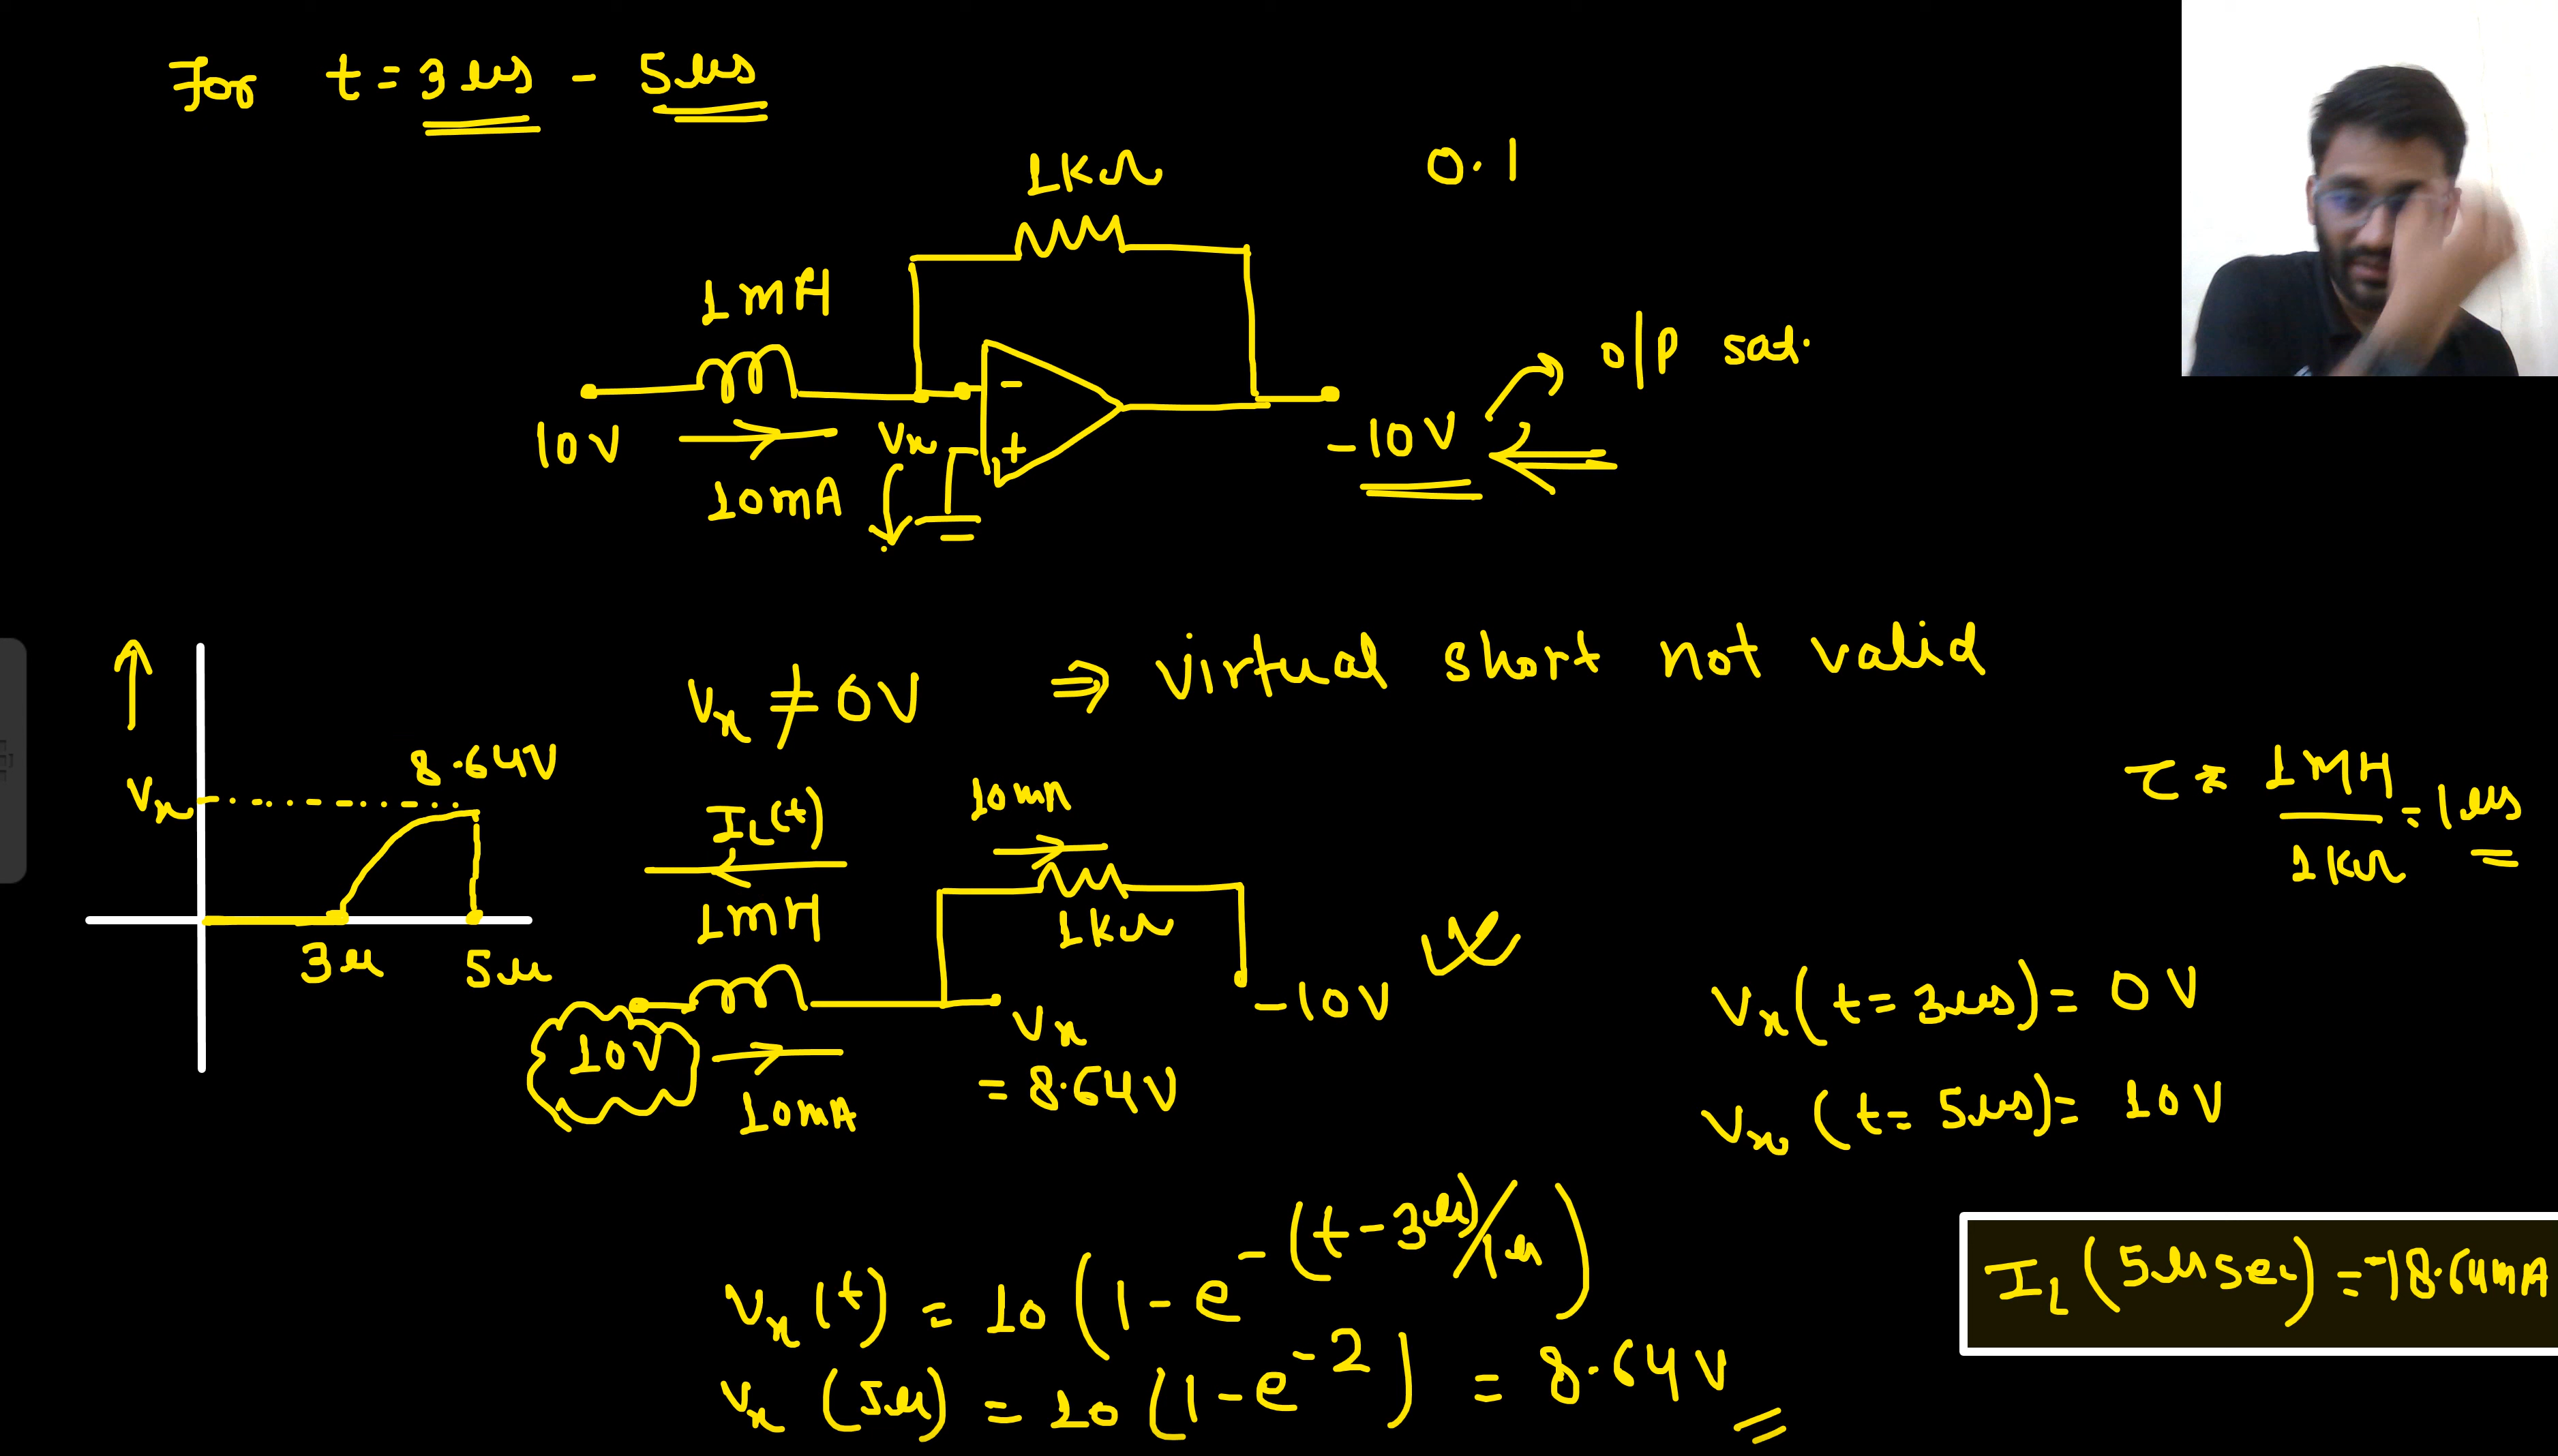 For t = 3 μs - 5 μs
1KΩ
0.1
1mH
o/p sat.
10V
10mA
Vx
-
+
-10V
Vx ≠ 0V ⇒ virtual short not valid
8.64V
Vx
3μ
5μ
IL(t)
1mH
10mA
1kΩ
10V
10mA
Vx
= 8.64V
-10V
τ = 1MH / 1KΩ = 1μs
Vx (t = 3μs) = 0V
Vx (t = 5μs) = 10V
Vx (t) = 10 (1 - e^-(t-3μs)/1μ)
Vx (5μ) = 10 (1 - e^-2) = 8.64V
IL (5μsec) = -18.64mA